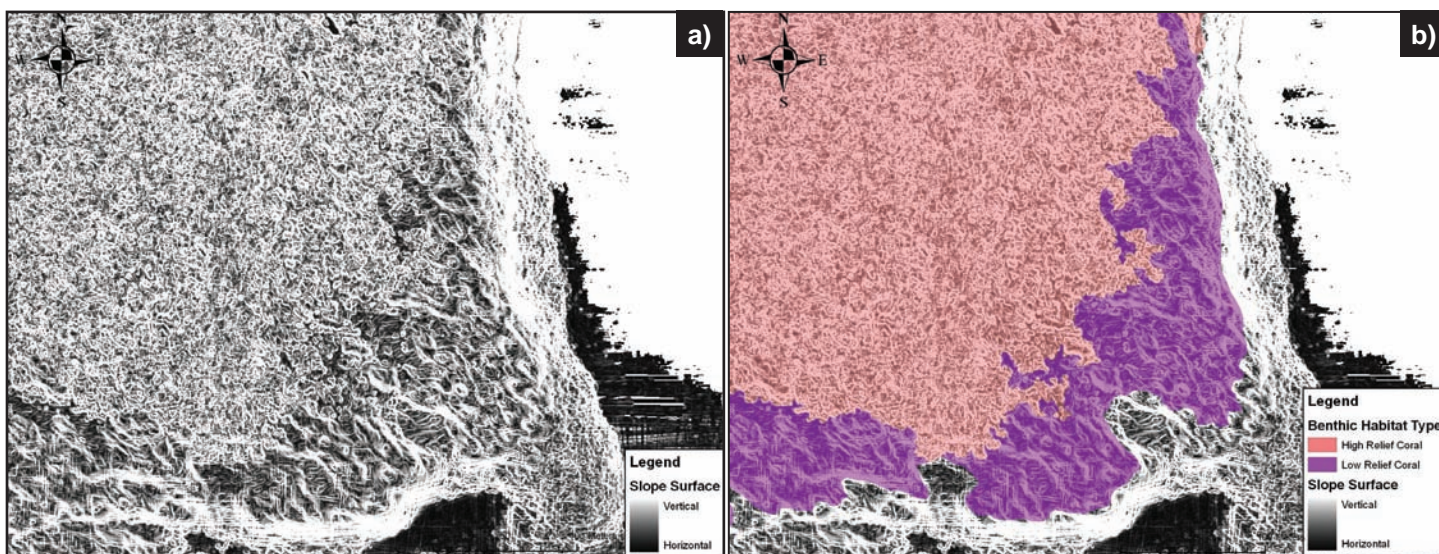 a)
N
W E
S
Legend
Slope Surface
Vertical
Horizontal
b)
N
W E
S
Legend
Benthic Habitat Type
High Relief Coral
Low Relief Coral
Slope Surface
Vertical
Horizontal